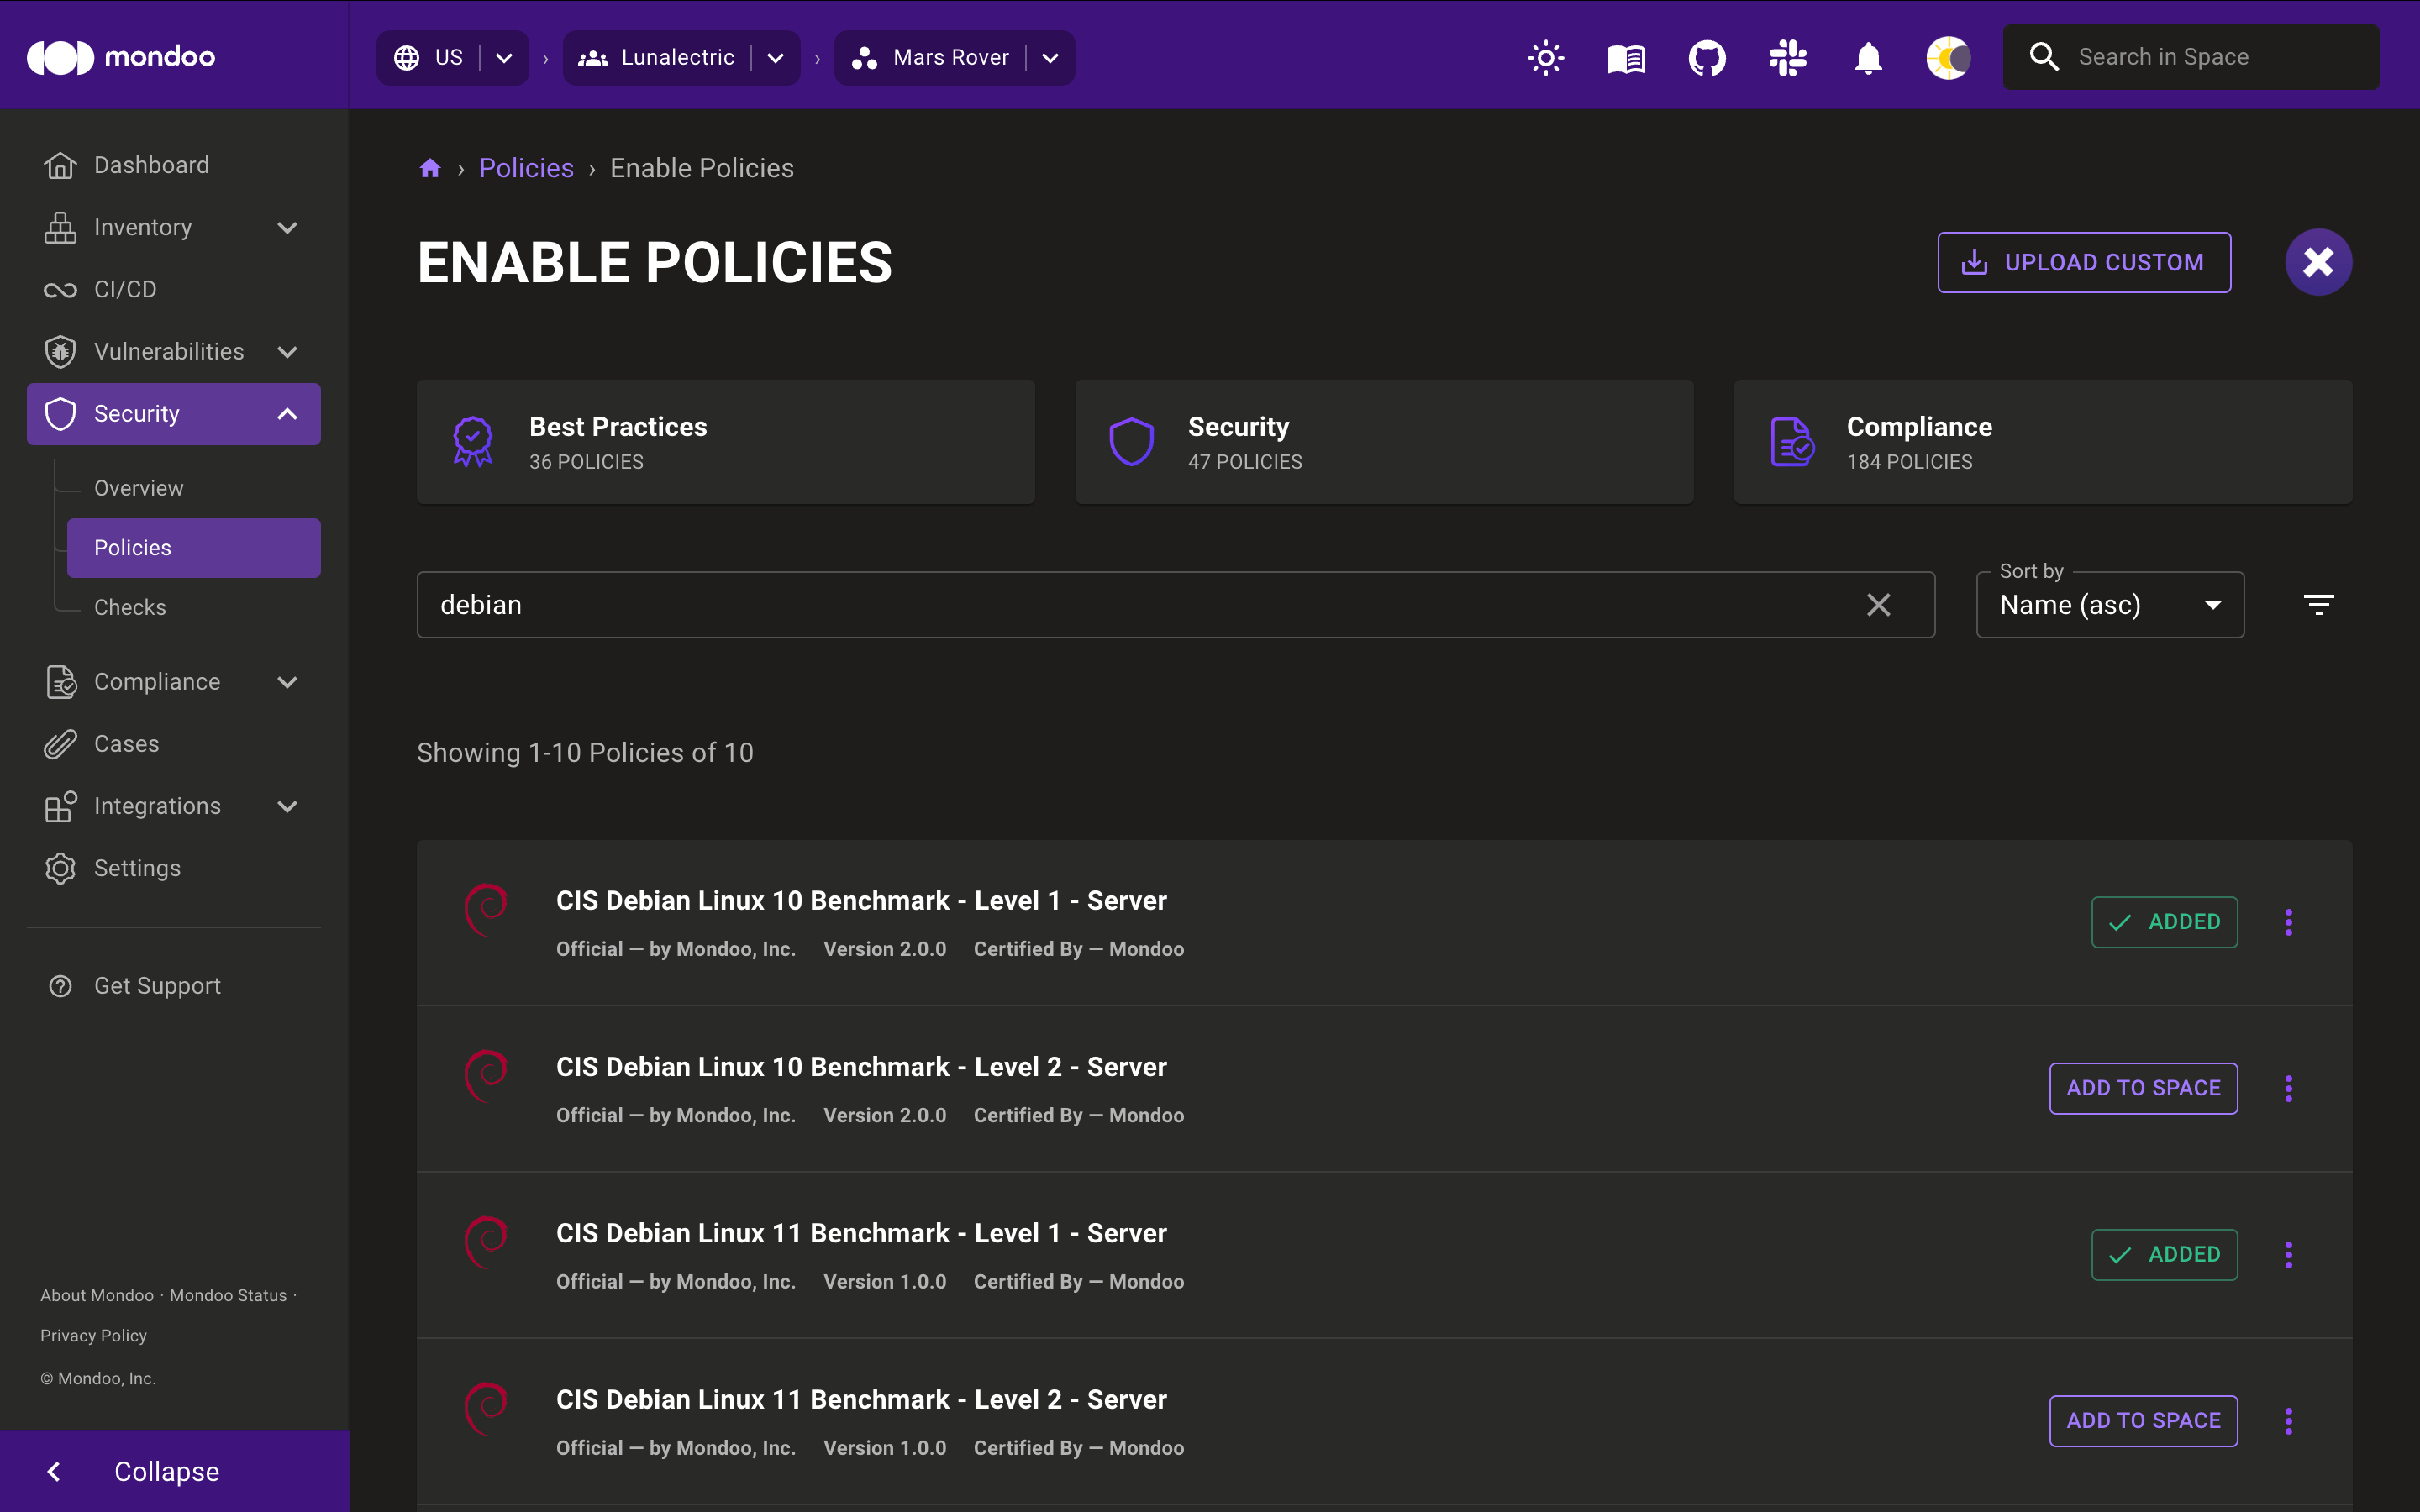 mondoo
US
Lunalectric
Mars Rover
Search in Space
Dashboard
Inventory
CI/CD
Vulnerabilities
Security
Overview
Policies
Checks
Compliance
Cases
Integrations
Settings
Get Support
About Mondoo · Mondoo Status ·
Privacy Policy
© Mondoo, Inc.
Collapse
› Policies › Enable Policies
ENABLE POLICIES
UPLOAD CUSTOM
Best Practices
36 POLICIES
Security
47 POLICIES
Compliance
184 POLICIES
debian
Sort by
Name (asc)
Showing 1-10 Policies of 10
CIS Debian Linux 10 Benchmark - Level 1 - Server
Official — by Mondoo, Inc. Version 2.0.0 Certified By — Mondoo
ADDED
CIS Debian Linux 10 Benchmark - Level 2 - Server
Official — by Mondoo, Inc. Version 2.0.0 Certified By — Mondoo
ADD TO SPACE
CIS Debian Linux 11 Benchmark - Level 1 - Server
Official — by Mondoo, Inc. Version 1.0.0 Certified By — Mondoo
ADDED
CIS Debian Linux 11 Benchmark - Level 2 - Server
Official — by Mondoo, Inc. Version 1.0.0 Certified By — Mondoo
ADD TO SPACE